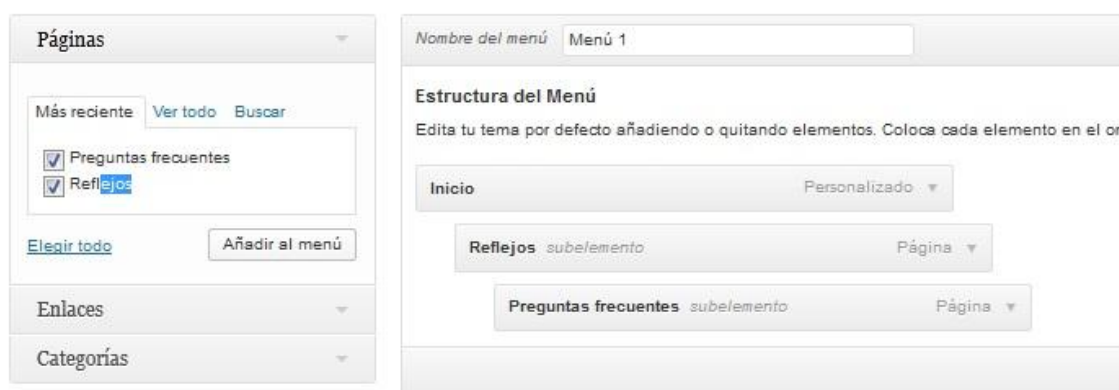 Páginas
Más reciente Ver todo Buscar
Preguntas frecuentes
Reflejos
Elegir todo Añadir al menú
Enlaces
Categorías
Nombre del menú Menú 1
Estructura del Menú
Edita tu tema por defecto añadiendo o quitando elementos. Coloca cada elemento en el
Inicio Personalizado
Reflejos subelemento Página
Preguntas frecuentes subelemento Página